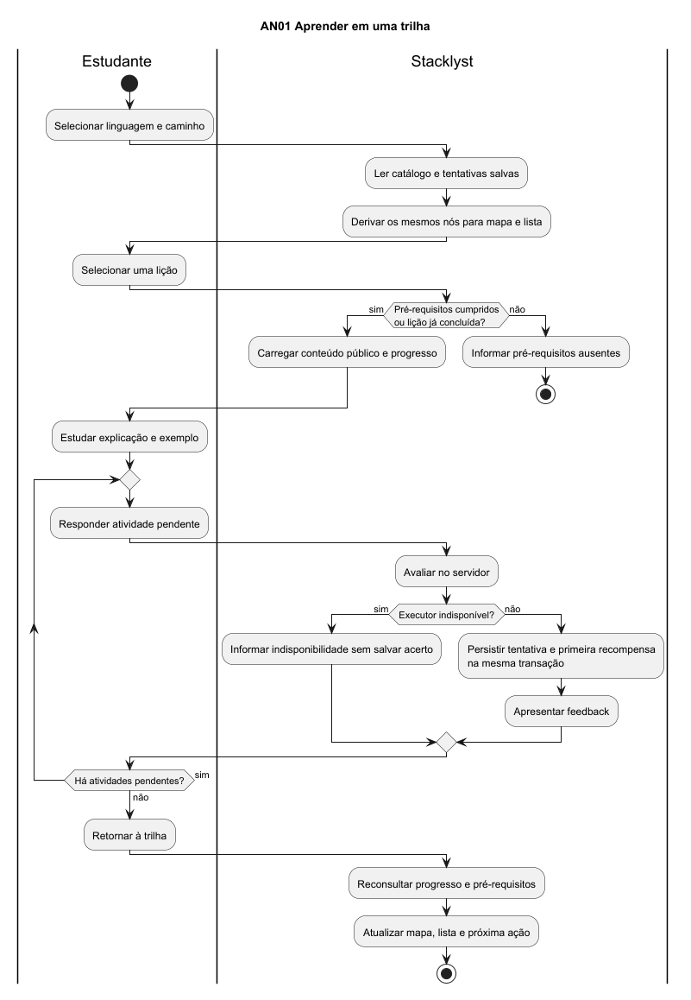 AN01 Aprender em uma trilha
Estudante
Stacklyst
Selecionar linguagem e caminho
Ler catálogo e tentativas salvas
Derivar os mesmos nós para mapa e lista
Selecionar uma lição
sim
Pré-requisitos cumpridos
ou lição já concluída?
não
Carregar conteúdo público e progresso
Informar pré-requisitos ausentes
Estudar explicação e exemplo
Responder atividade pendente
Avaliar no servidor
sim
Executor indisponível?
não
Informar indisponibilidade sem salvar acerto
Persistir tentativa e primeira recompensa
na mesma transação
Apresentar feedback
Há atividades pendentes?
sim
não
Retornar à trilha
Reconsultar progresso e pré-requisitos
Atualizar mapa, lista e próxima ação